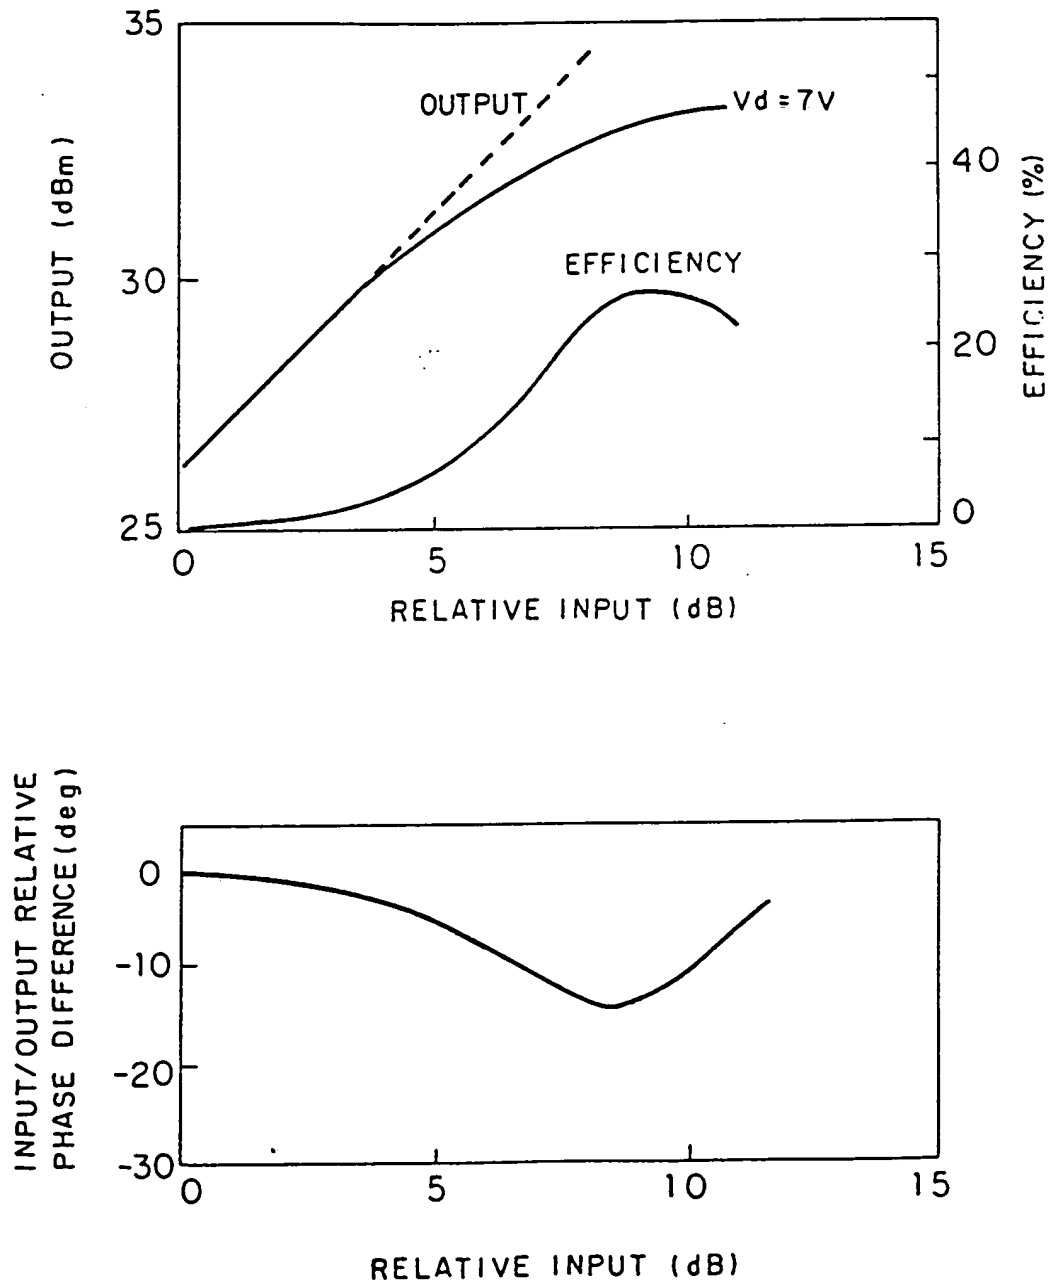 35
30
25
OUTPUT (dBm)
OUTPUT
Vd = 7V
EFFICIENCY
40
20
0
EFFICIENCY (%)
0 5 10 15
RELATIVE INPUT (dB)
INPUT/OUTPUT RELATIVE
PHASE DIFFERENCE (deg)
0
-10
-20
-30
0 5 10 15
RELATIVE INPUT (dB)